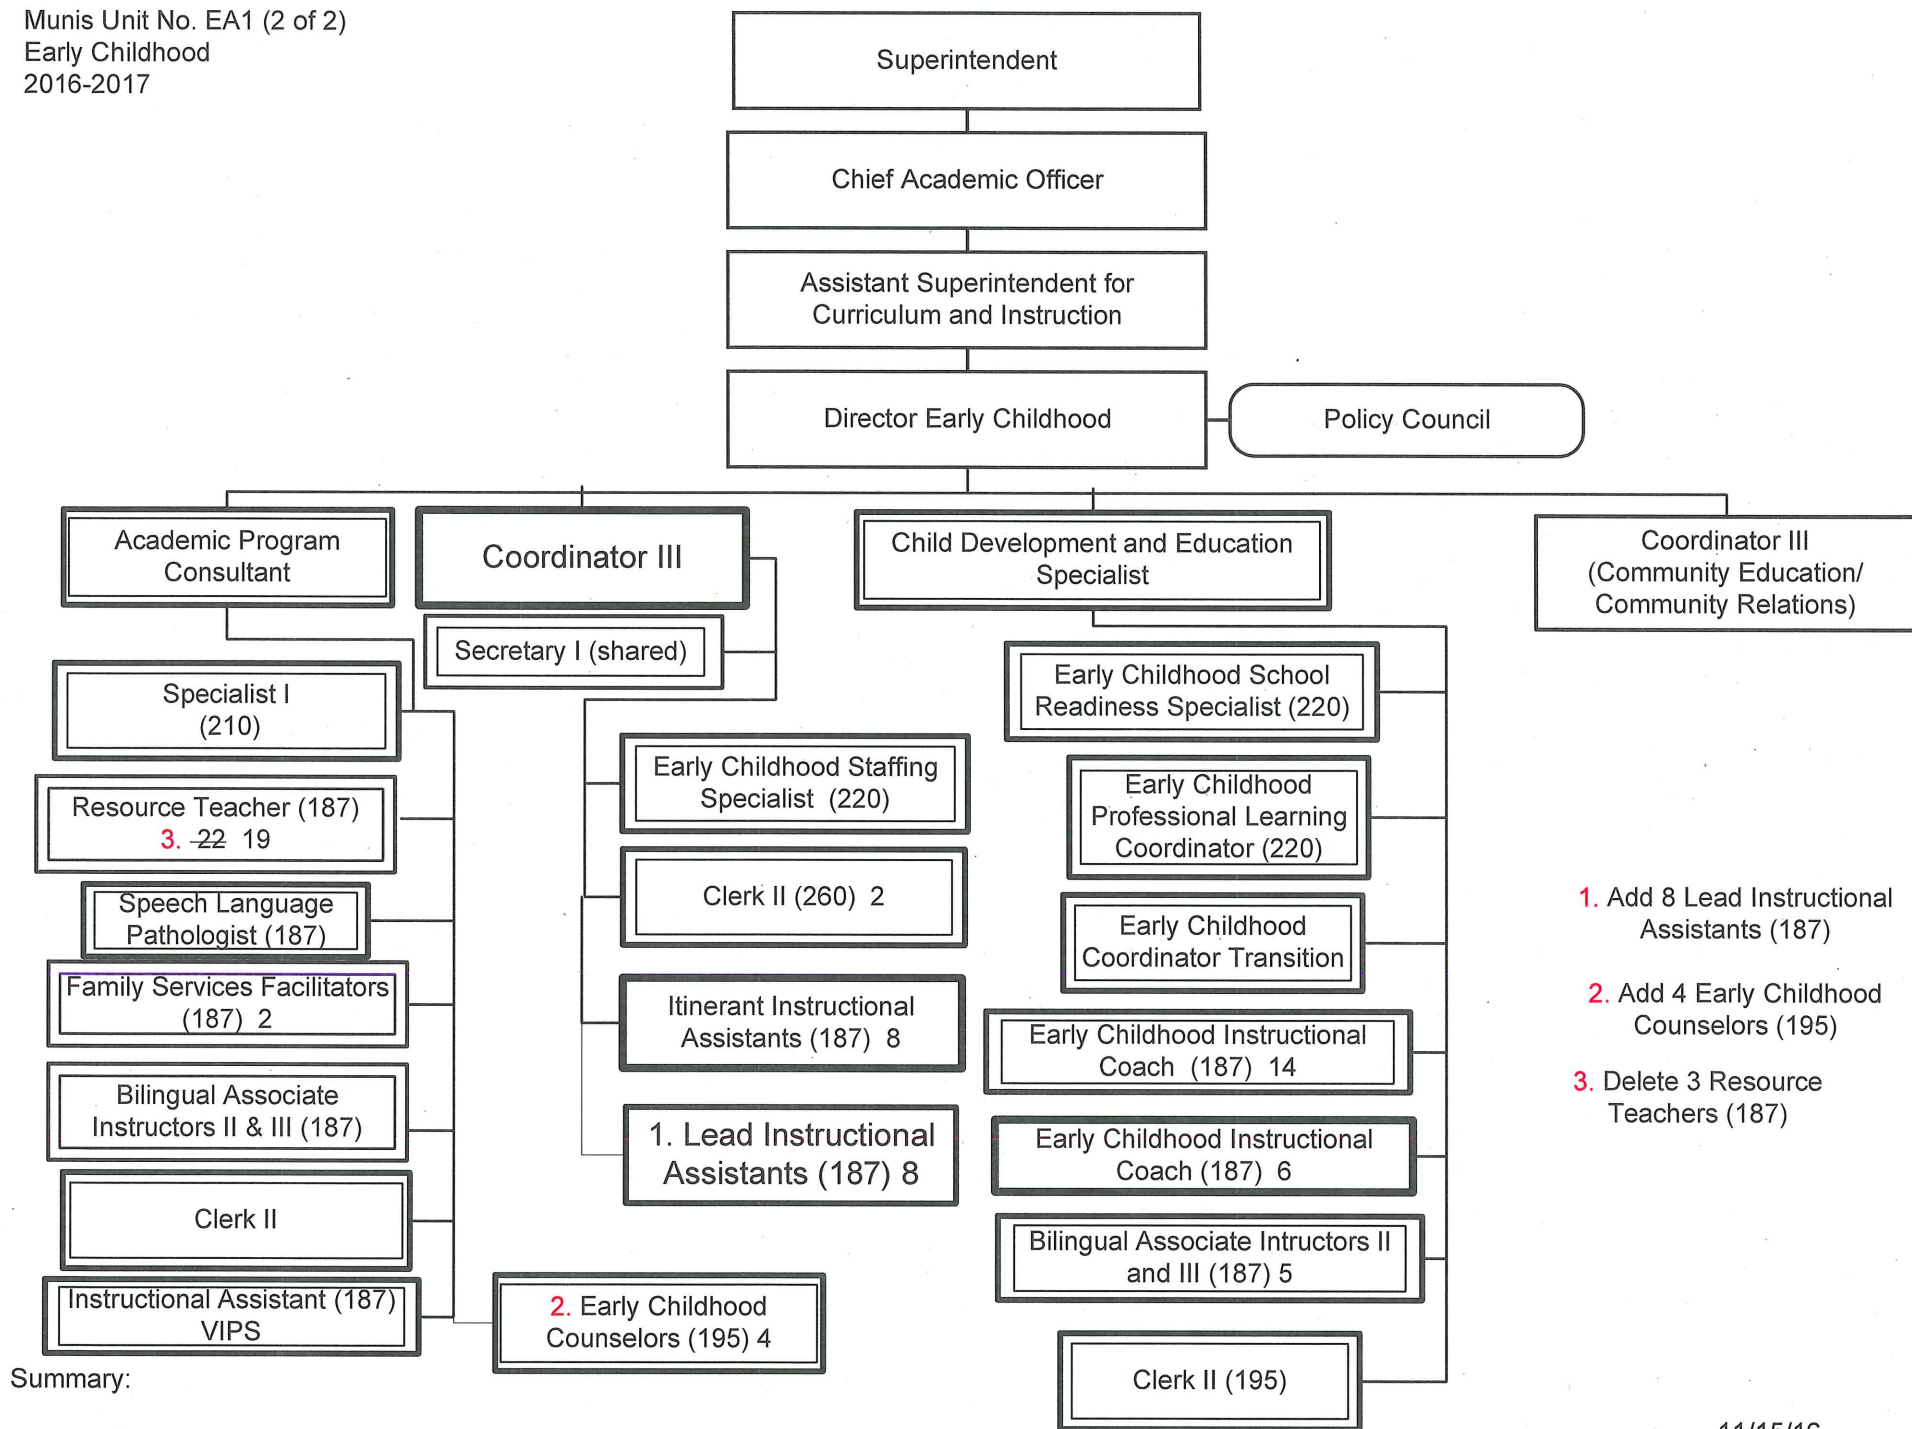 Munis Unit No. EA1 (2 of 2)
Early Childhood
2016-2017
Superintendent
Chief Academic Officer
Assistant Superintendent for
Curriculum and Instruction
Director Early Childhood
Policy Council
Academic Program
Consultant
Coordinator III
Child Development and Education
Specialist
Coordinator III
(Community Education/
Community Relations)
Secretary I (shared)
Specialist I
(210)
Resource Teacher (187)
3. 22 19
Speech Language
Pathologist (187)
Family Services Facilitators
(187) 2
Bilingual Associate
Instructors II & III (187)
Clerk II
Instructional Assistant (187)
VIPS
2. Early Childhood
Counselors (195) 4
Early Childhood Staffing
Specialist (220)
Clerk II (260) 2
Itinerant Instructional
Assistants (187) 8
1. Lead Instructional
Assistants (187) 8
Early Childhood School
Readiness Specialist (220)
Early Childhood
Professional Learning
Coordinator (220)
Early Childhood
Coordinator Transition
Early Childhood Instructional
Coach (187) 14
Early Childhood Instructional
Coach (187) 6
Bilingual Associate Intructors II
and III (187) 5
Clerk II (195)
1. Add 8 Lead Instructional
Assistants (187)
2. Add 4 Early Childhood
Counselors (195)
3. Delete 3 Resource
Teachers (187)
Summary: